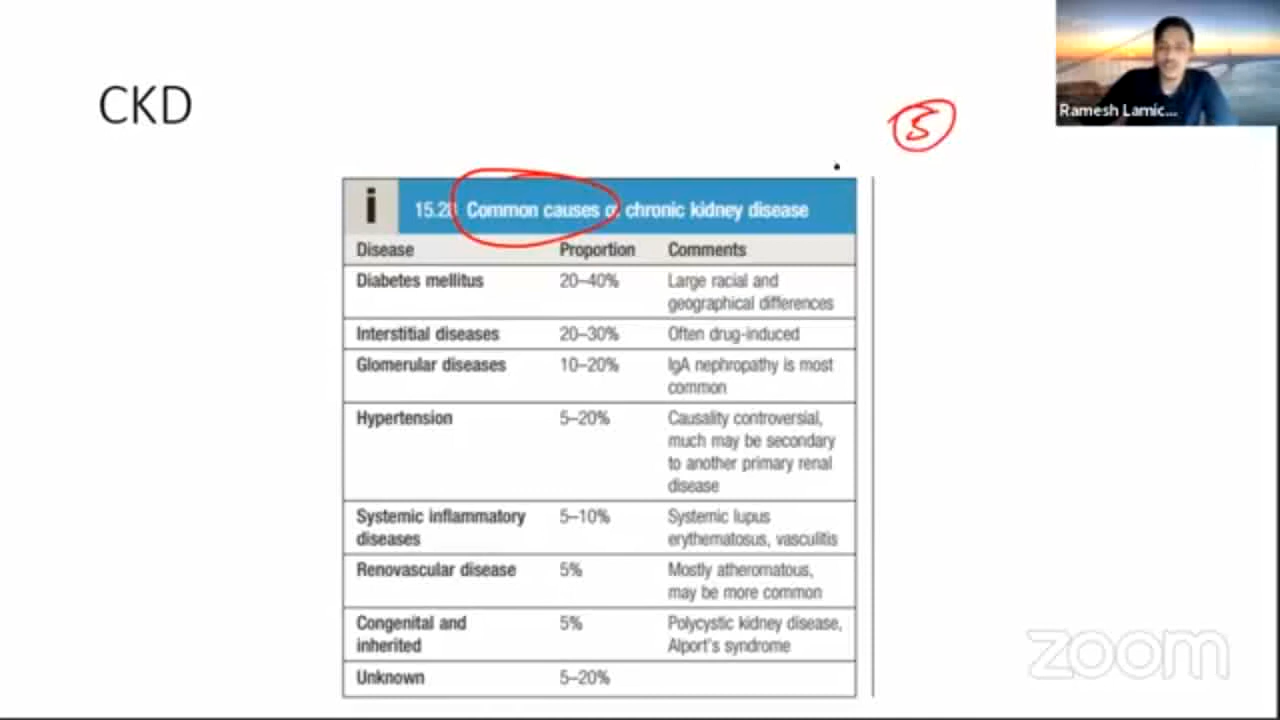 CKD
5
Ramesh Lamic...
i
Common causes of chronic kidney disease
Disease Proportion Comments
Diabetes mellitus 20–40% Large racial and
geographical differences
Interstitial diseases 20–30% Often drug-induced
Glomerular diseases 10–20% IgA nephropathy is most
common
Hypertension 5–20% Causality controversial,
much may be secondary
to another primary renal
disease
Systemic inflammatory 5–10% Systemic lupus
diseases erythematosus, vasculitis
Renovascular disease 5% Mostly atheromatous,
may be more common
Congenital and 5% Polycystic kidney disease,
inherited Alport's syndrome
Unknown 5–20%
zoom